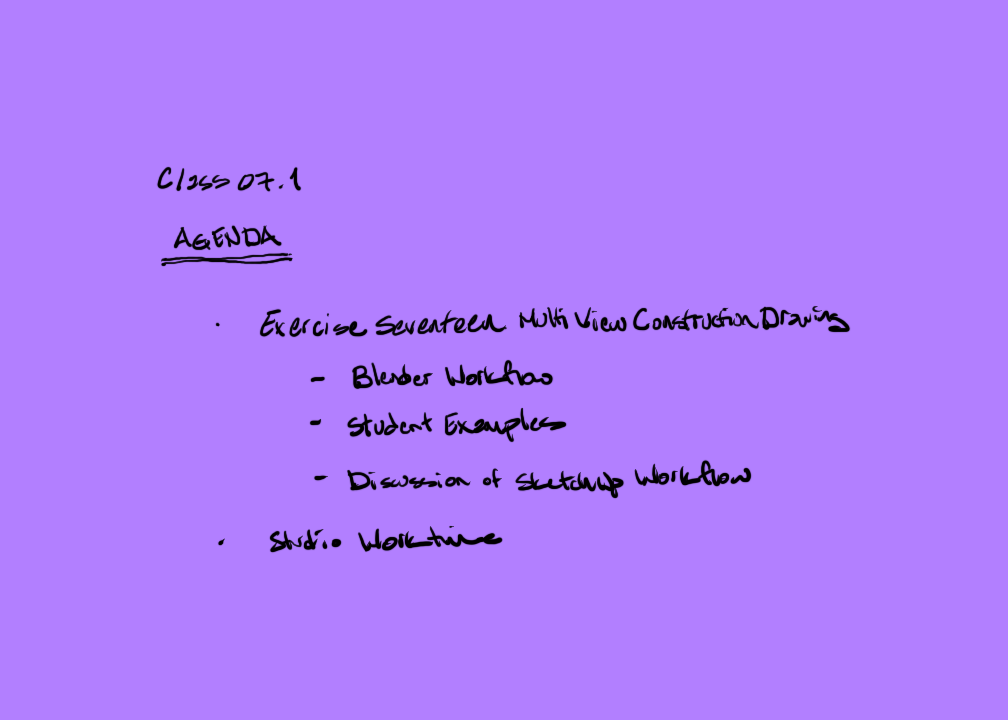 Class 07.1
AGENDA
· Exercise Seventeen Multi View Construction Drawing
- Blender Workflow
- Student Examples
- Discussion of SketchUp Workflow
· Studio Worktime